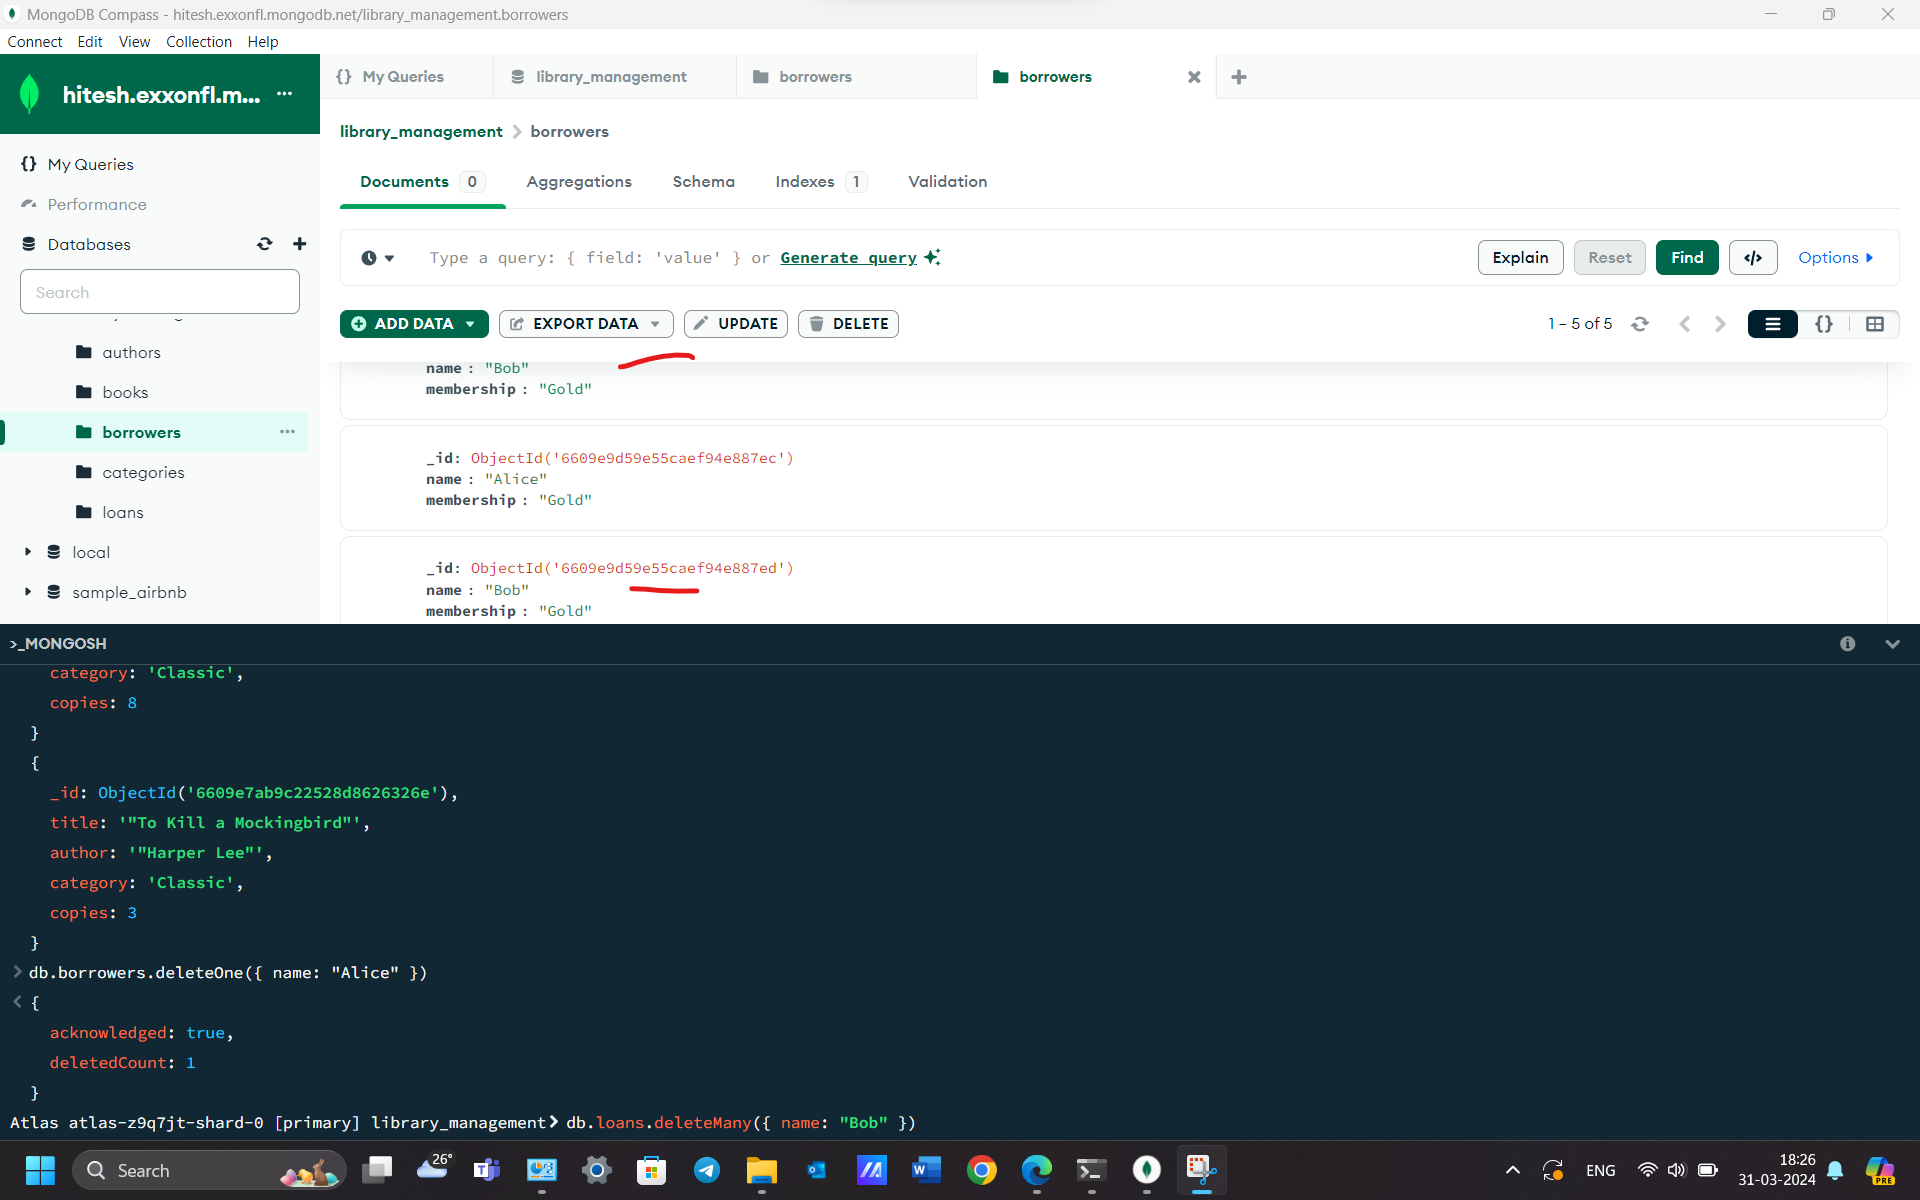 MongoDB Compass - hitesh.exxonfl.mongodb.net/library_management.borrowers
Connect Edit View Collection Help
hitesh.exxonfl.m... ...
My Queries
Performance
Databases
Search
authors
books
borrowers ...
categories
loans
local
sample_airbnb
{} My Queries library_management borrowers borrowers
library_management > borrowers
Documents 0 Aggregations Schema Indexes 1 Validation
Type a query: { field: 'value' } or Generate query
Explain Reset Find </> Options
ADD DATA EXPORT DATA UPDATE DELETE
1 – 5 of 5 {}
name : "Bob"
membership : "Gold"
_id: ObjectId('6609e9d59e55caef94e887ec')
name : "Alice"
membership : "Gold"
_id: ObjectId('6609e9d59e55caef94e887ed')
name : "Bob"
membership : "Gold"
>_MONGOSH
category: 'Classic',
copies: 8
}
{
_id: ObjectId('6609e7ab9c22528d8626326e'),
title: '"To Kill a Mockingbird"',
author: '"Harper Lee"',
category: 'Classic',
copies: 3
}
> db.borrowers.deleteOne({ name: "Alice" })
< {
acknowledged: true,
deletedCount: 1
}
Atlas atlas-z9q7jt-shard-0 [primary] library_management> db.loans.deleteMany({ name: "Bob" })
Search
26°
ENG
18:26
31-03-2024
PRE